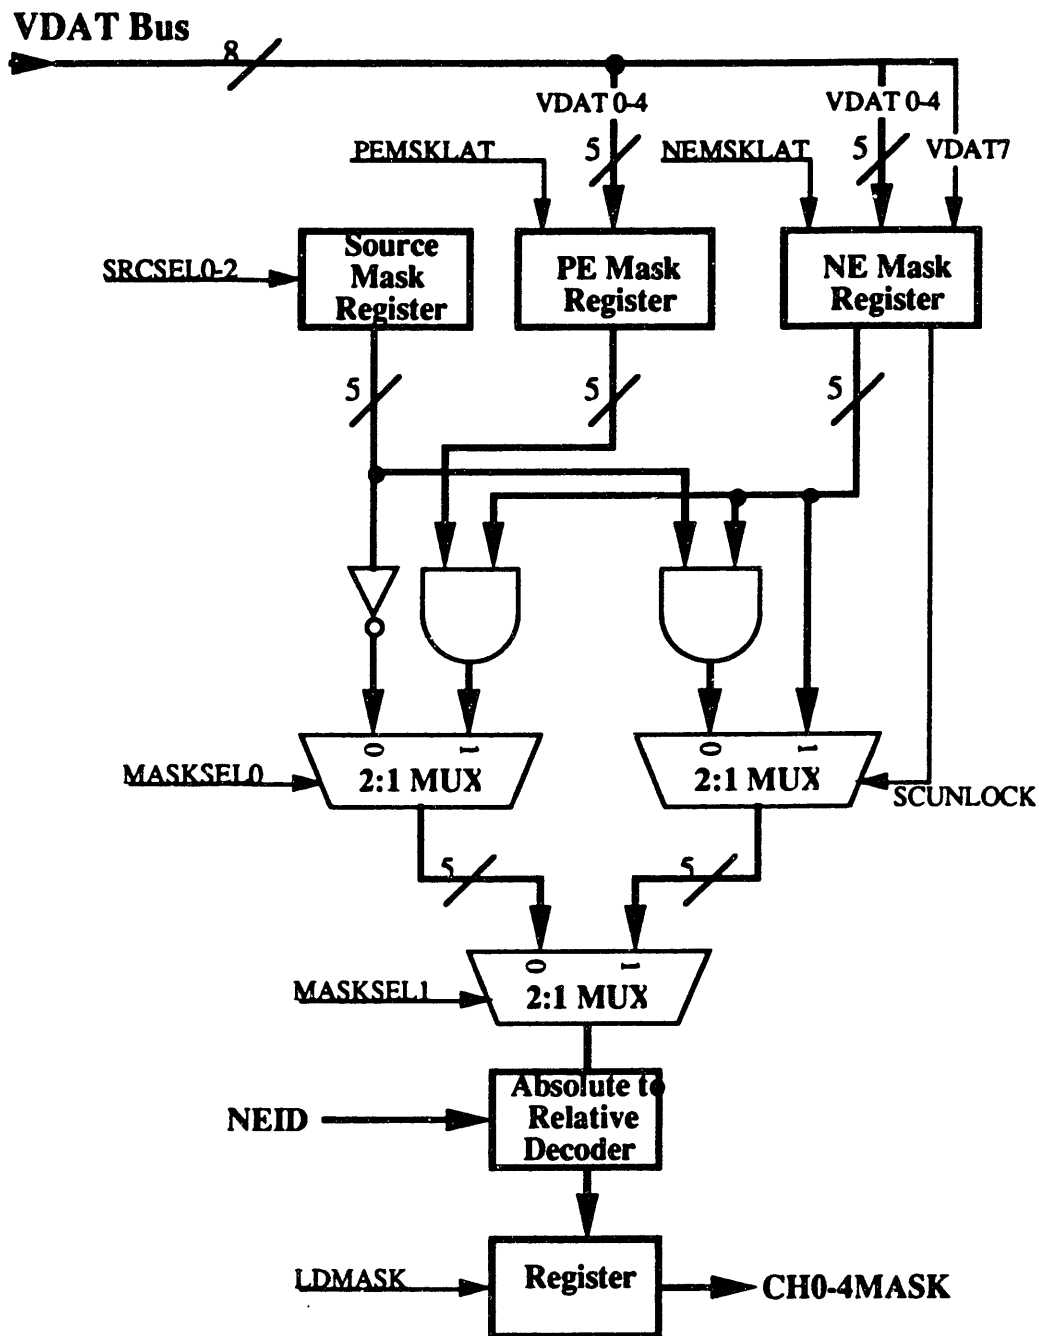 VDAT Bus
8
VDAT 0-4
VDAT 0-4
PEMSKLAT
5
NEMSKLAT
5
VDAT7
SRCSEL0-2
Source
Mask
Register
PE Mask
Register
NE Mask
Register
5
5
5
0
1
2:1 MUX
0
1
2:1 MUX
MASKSEL0
SCUNLOCK
5
5
0
1
2:1 MUX
MASKSEL1
Absolute to
Relative
Decoder
NEID
Register
LDMASK
CH0-4MASK